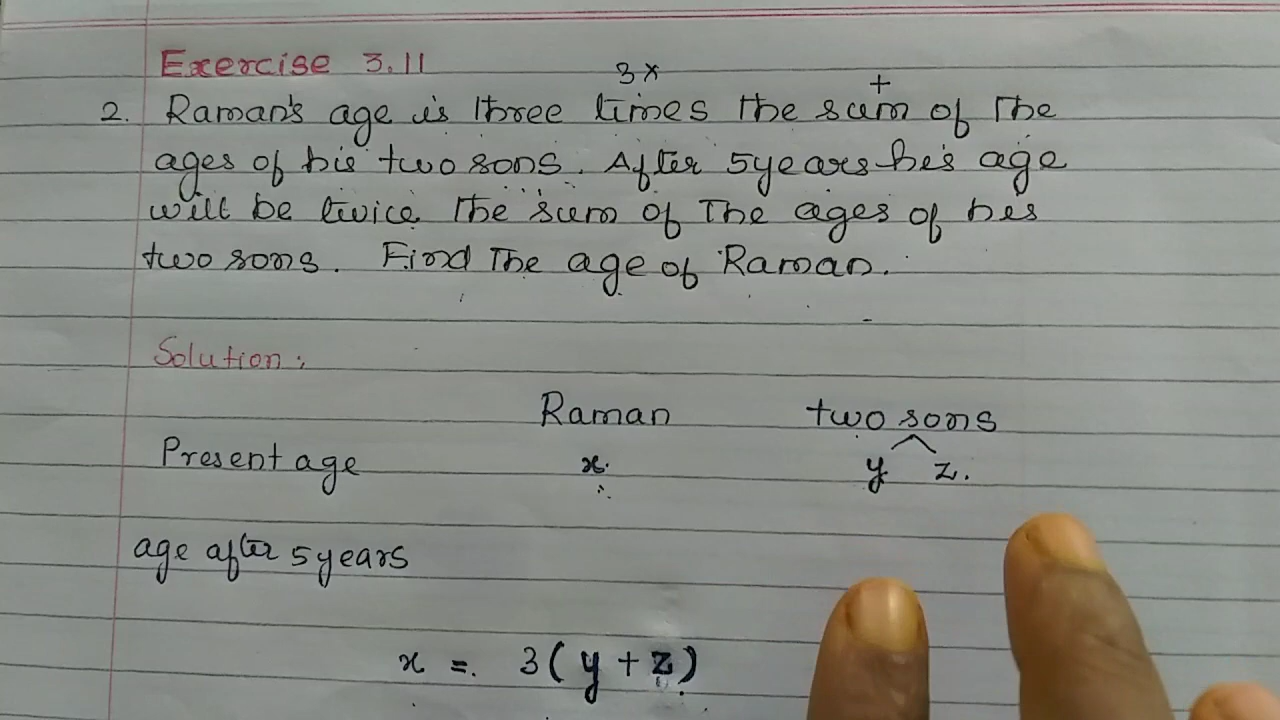 Exercise 3.11
3x +
2. Raman's age is three times the sum of The
ages of his two sons. After 5years his age
will be twice The sum of The ages of his
two sons. Find The age of Raman.
Solution:
Raman two sons
Present age x y z.
age after 5 years
x = 3(y+z)